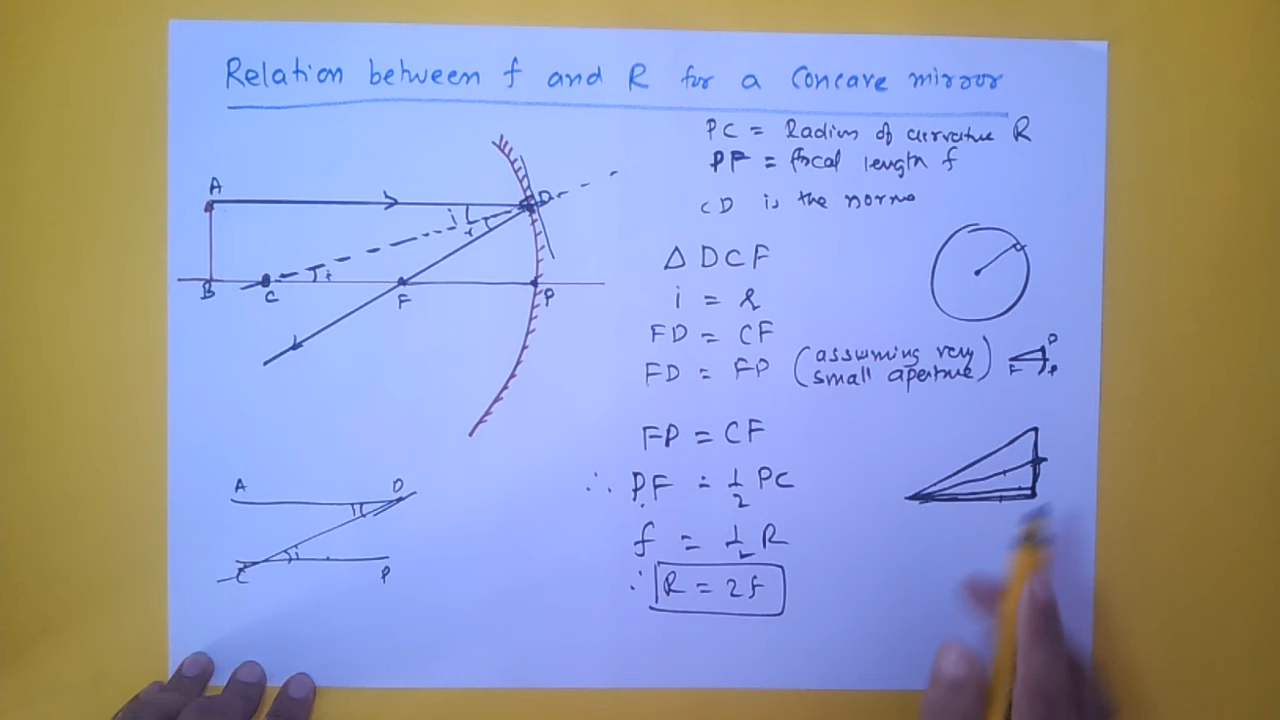 Relation between f and R for a Concave mirror
PC = Radius of curvature R
PF = focal length f
CD is the norma
A
D
i
r
i
B
C
F
P
Δ DCF
i = r
FD = CF
FD = FP (assuming very small aperture)
D
F
P
FP = CF
∴ PF = 1/2 PC
f = 1/2 R
∴ R = 2f
A
D
i
C
P